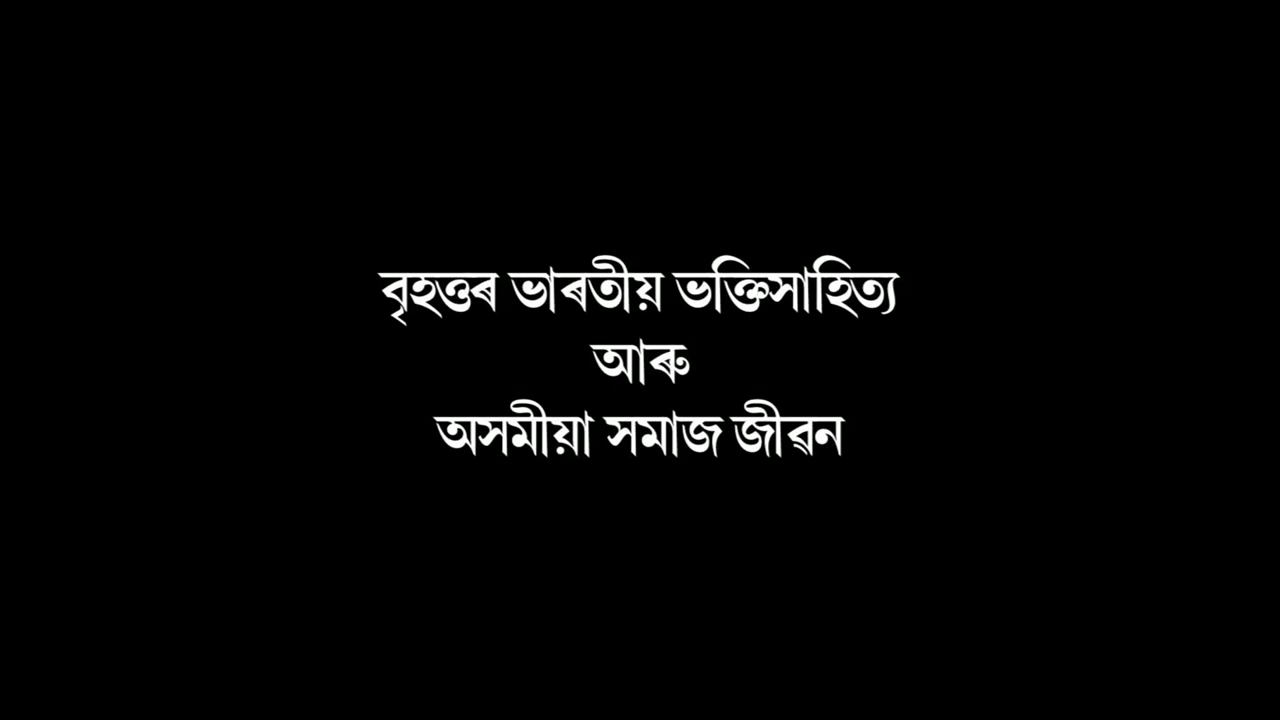 বৃহত্তৰ ভাৰতীয় ভক্তিসাহিত্য
আৰু
অসমীয়া সমাজ জীৱন